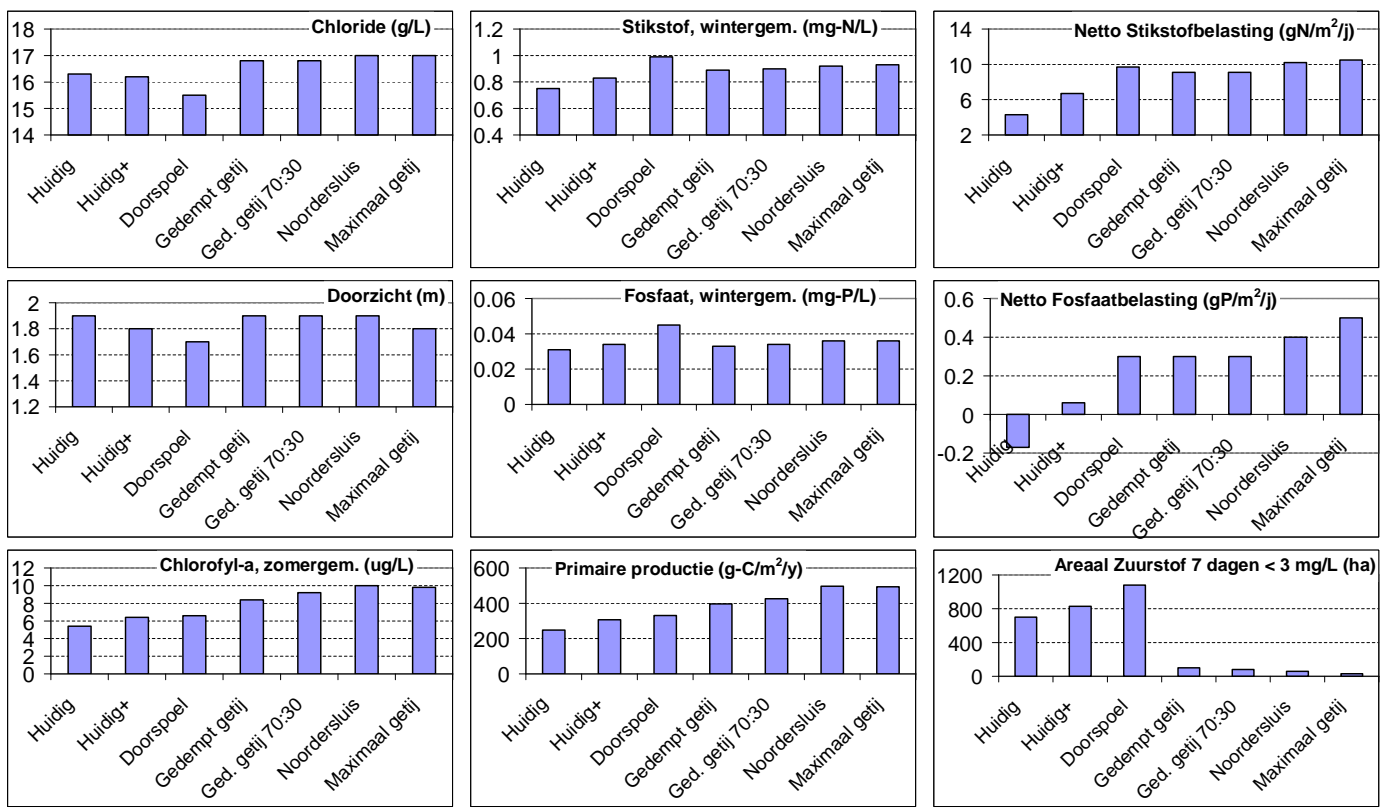 Chloride (g/L)
18
17
16
15
14
Huidig
Huidig+
Doorspoel
Gedempt getij
Ged. getij 70:30
Noordersluis
Maximaal getij
Stikstof, wintergem. (mg-N/L)
1.2
1
0.8
0.6
0.4
Huidig
Huidig+
Doorspoel
Gedempt getij
Ged. getij 70:30
Noordersluis
Maximaal getij
Netto Stikstofbelasting (gN/m²/j)
14
10
6
2
Huidig
Huidig+
Doorspoel
Gedempt getij
Ged. getij 70:30
Noordersluis
Maximaal getij
Doorzicht (m)
2
1.8
1.6
1.4
1.2
Huidig
Huidig+
Doorspoel
Gedempt getij
Ged. getij 70:30
Noordersluis
Maximaal getij
Fosfaat, wintergem. (mg-P/L)
0.06
0.04
0.02
0
Huidig
Huidig+
Doorspoel
Gedempt getij
Ged. getij 70:30
Noordersluis
Maximaal getij
Netto Fosfaatbelasting (gP/m²/j)
0.6
0.4
0.2
0
-0.2
Huidig
Huidig+
Doorspoel
Gedempt getij
Ged. getij 70:30
Noordersluis
Maximaal getij
Chlorofyl-a, zomergem. (ug/L)
12
10
8
6
4
2
0
Huidig
Huidig+
Doorspoel
Gedempt getij
Ged. getij 70:30
Noordersluis
Maximaal getij
Primaire productie (g-C/m²/y)
600
400
200
0
Huidig
Huidig+
Doorspoel
Gedempt getij
Ged. getij 70:30
Noordersluis
Maximaal getij
Areaal Zuurstof 7 dagen < 3 mg/L (ha)
1200
800
400
0
Huidig
Huidig+
Doorspoel
Gedempt getij
Ged. getij 70:30
Noordersluis
Maximaal getij